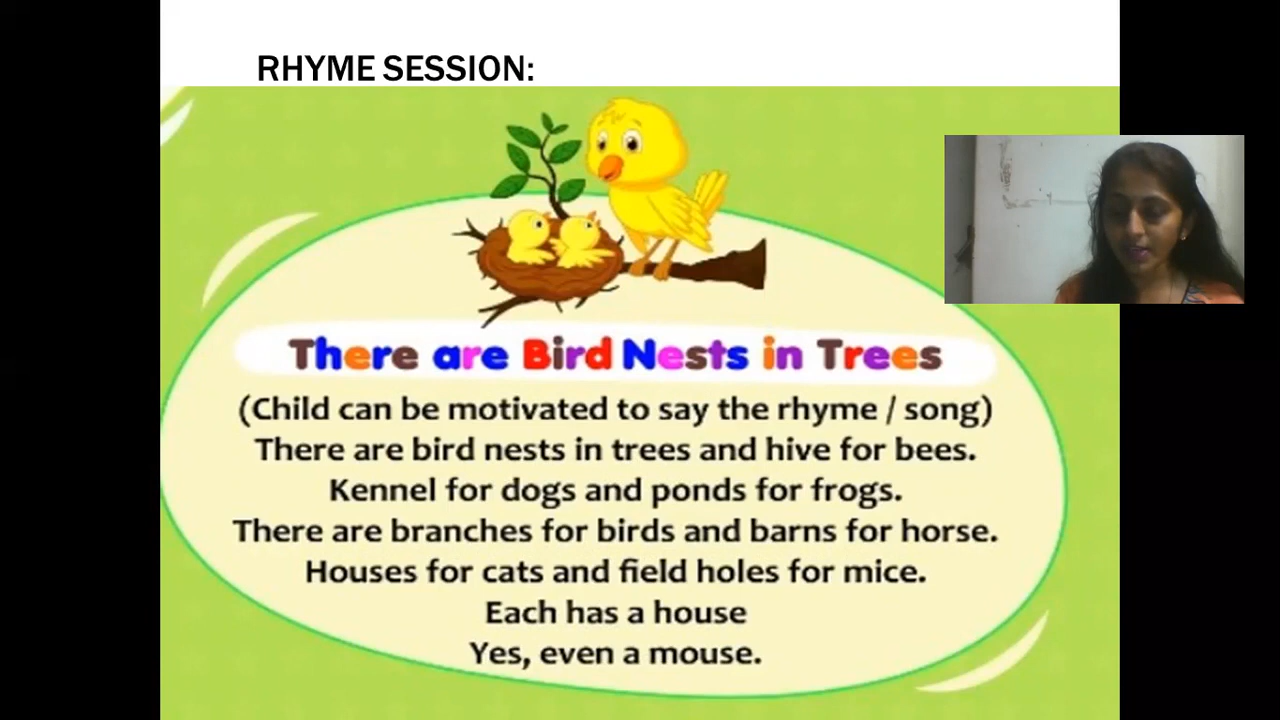 RHYME SESSION:
There are Bird Nests in Trees
(Child can be motivated to say the rhyme / song)
There are bird nests in trees and hive for bees.
Kennel for dogs and ponds for frogs.
There are branches for birds and barns for horse.
Houses for cats and field holes for mice.
Each has a house
Yes, even a mouse.